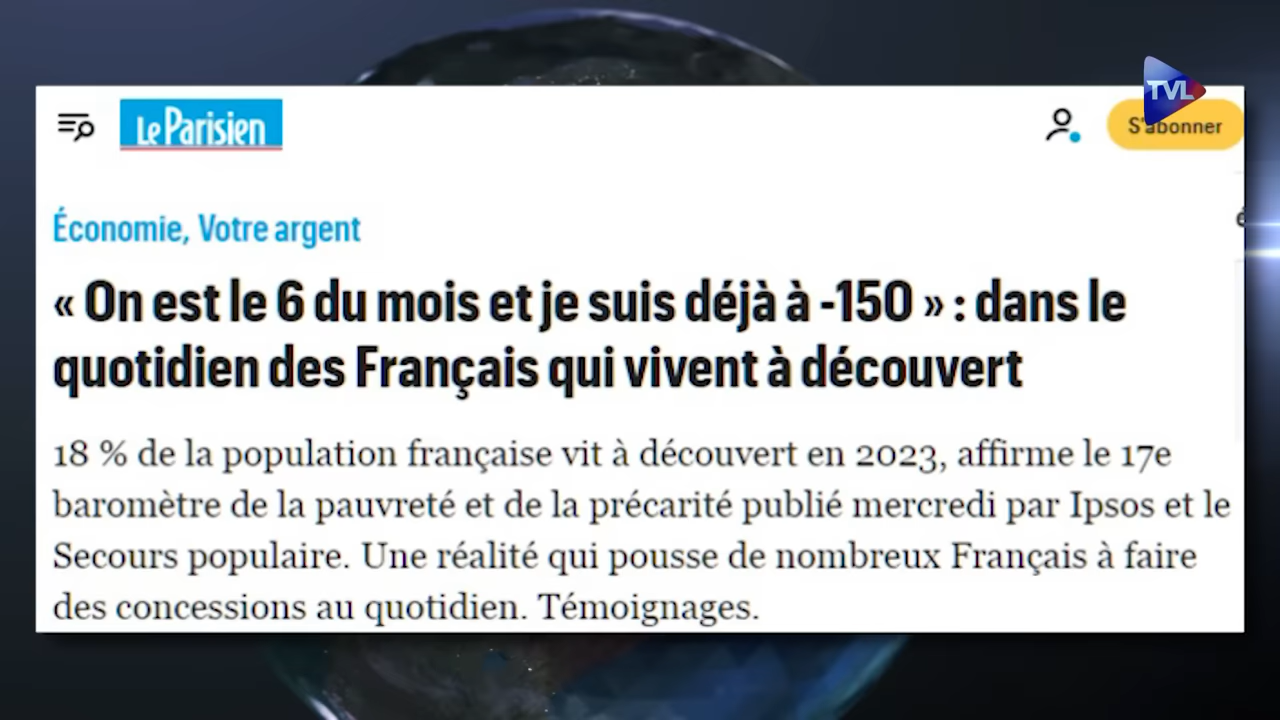 TVL
Le Parisien
S'abonner
Économie, Votre argent
« On est le 6 du mois et je suis déjà à -150 » : dans le
quotidien des Français qui vivent à découvert
18 % de la population française vit à découvert en 2023, affirme le 17e
baromètre de la pauvreté et de la précarité publié mercredi par Ipsos et le
Secours populaire. Une réalité qui pousse de nombreux Français à faire
des concessions au quotidien. Témoignages.